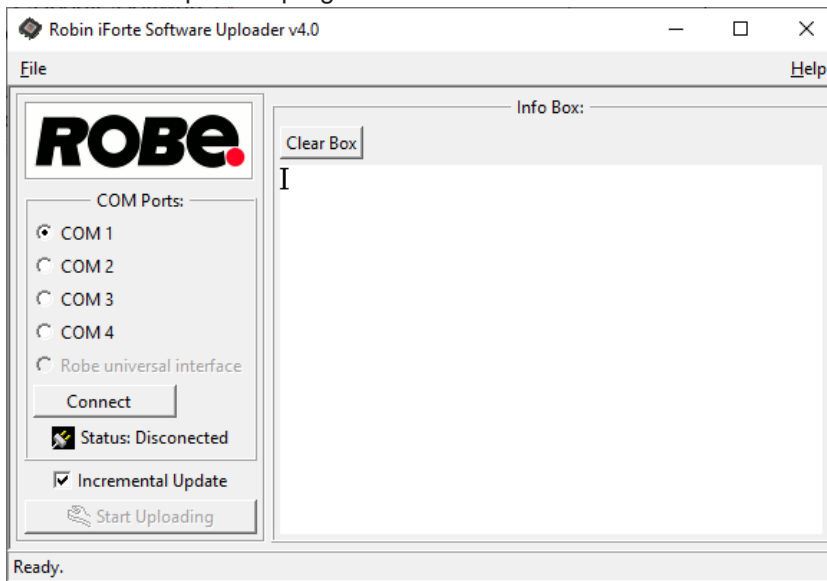 Robin iForte Software Uploader v4.0
File
Help
ROBE
COM Ports:
COM 1
COM 2
COM 3
COM 4
Robe universal interface
Connect
Status: Disconected
Incremental Update
Start Uploading
Info Box:
Clear Box
Ready.